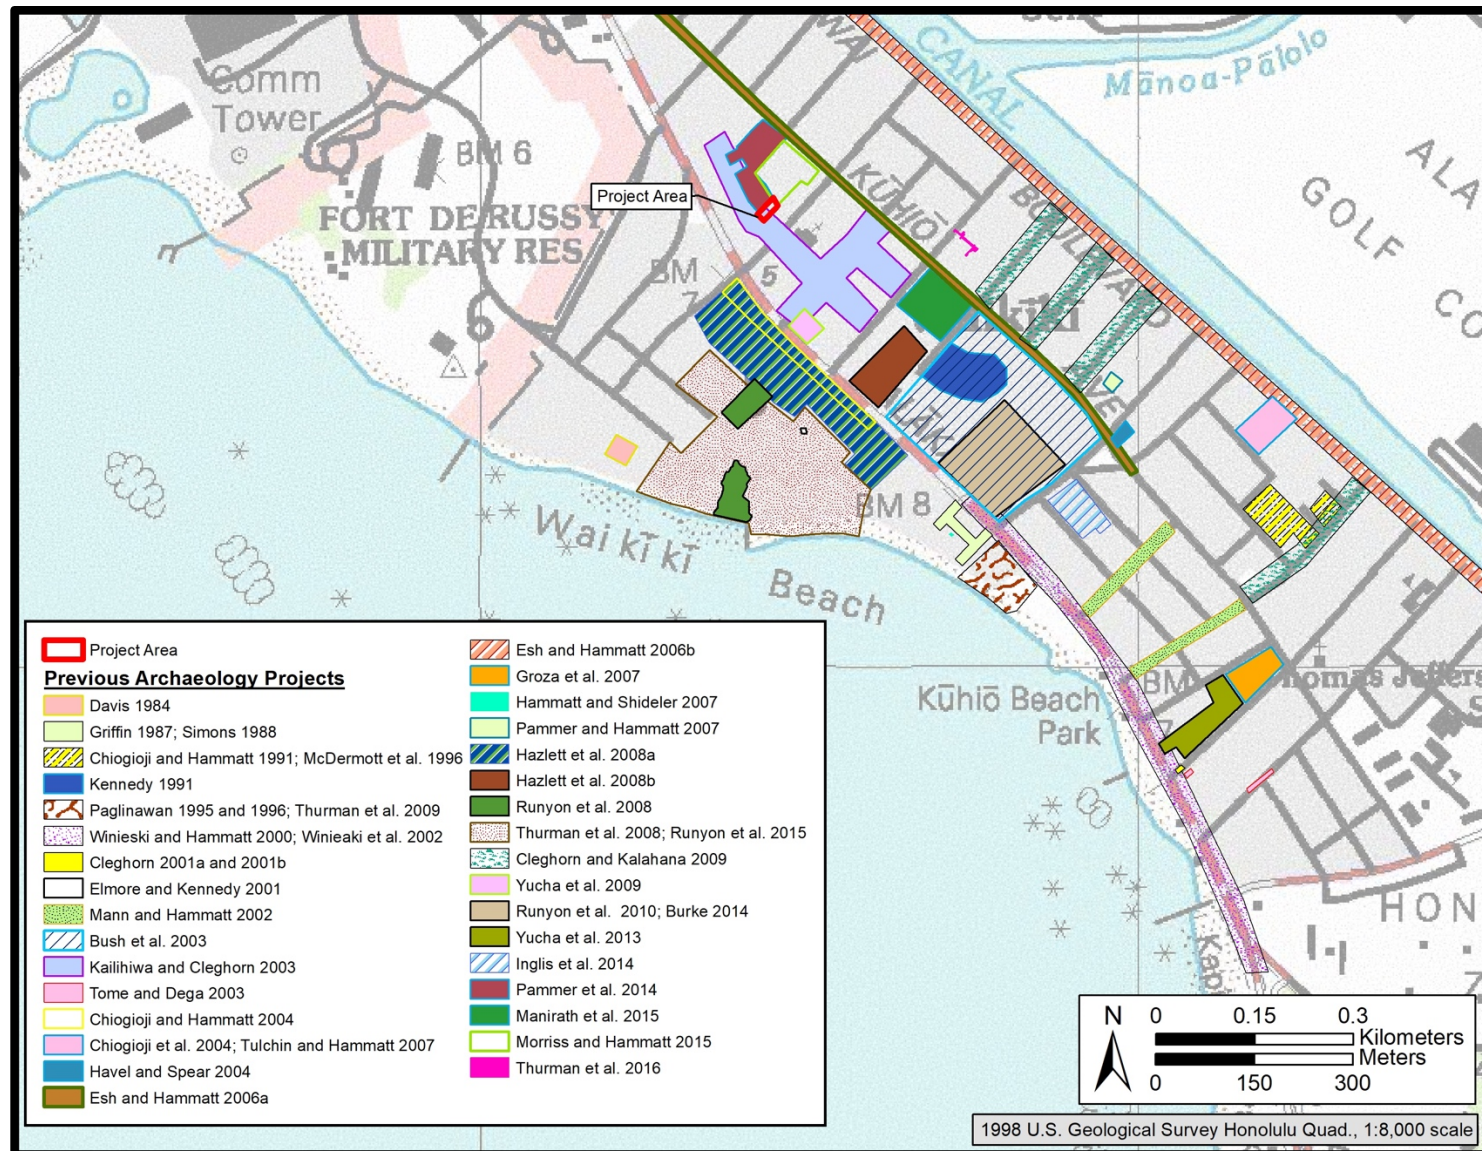 Comm
Tower
BM 6
FORT DE RUSSY
MILITARY RES
Project Area
WAI
CANAL
Mānoa-Pālolo
ALA
GOLF
CO
KŪHIŌ
BM
7
5
BM 8
Waikīkī
Beach
Kūhiō Beach
Park
BM
7
Thomas Jeffers
S
HON
Kapi
Project Area
Previous Archaeology Projects
Davis 1984
Griffin 1987; Simons 1988
Chiogioji and Hammatt 1991; McDermott et al. 1996
Kennedy 1991
Paglinawan 1995 and 1996; Thurman et al. 2009
Winieski and Hammatt 2000; Winieaki et al. 2002
Cleghorn 2001a and 2001b
Elmore and Kennedy 2001
Mann and Hammatt 2002
Bush et al. 2003
Kailihiwa and Cleghorn 2003
Tome and Dega 2003
Chiogioji and Hammatt 2004
Chiogioji et al. 2004; Tulchin and Hammatt 2007
Havel and Spear 2004
Esh and Hammatt 2006a
Esh and Hammatt 2006b
Groza et al. 2007
Hammatt and Shideler 2007
Pammer and Hammatt 2007
Hazlett et al. 2008a
Hazlett et al. 2008b
Runyon et al. 2008
Thurman et al. 2008; Runyon et al. 2015
Cleghorn and Kalahana 2009
Yucha et al. 2009
Runyon et al. 2010; Burke 2014
Yucha et al. 2013
Inglis et al. 2014
Pammer et al. 2014
Manirath et al. 2015
Morriss and Hammatt 2015
Thurman et al. 2016
N
0 0.15 0.3
Kilometers
Meters
0 150 300
1998 U.S. Geological Survey Honolulu Quad., 1:8,000 scale